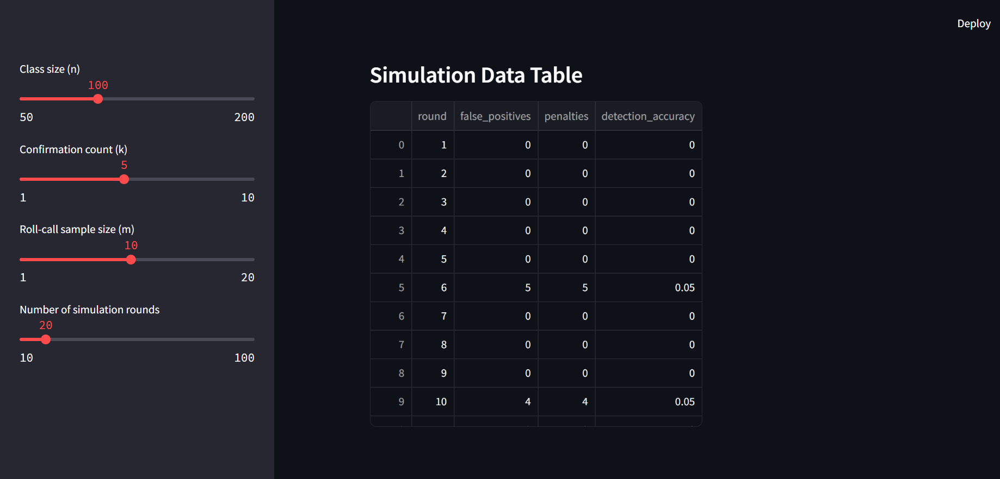 Deploy
Class size (n)
100
50 200
Confirmation count (k)
5
1 10
Roll-call sample size (m)
10
1 20
Number of simulation rounds
20
10 100
Simulation Data Table
round false_positives penalties detection_accuracy
0 1 0 0 0
1 2 0 0 0
2 3 0 0 0
3 4 0 0 0
4 5 0 0 0
5 6 5 5 0.05
6 7 0 0 0
7 8 0 0 0
8 9 0 0 0
9 10 4 4 0.05